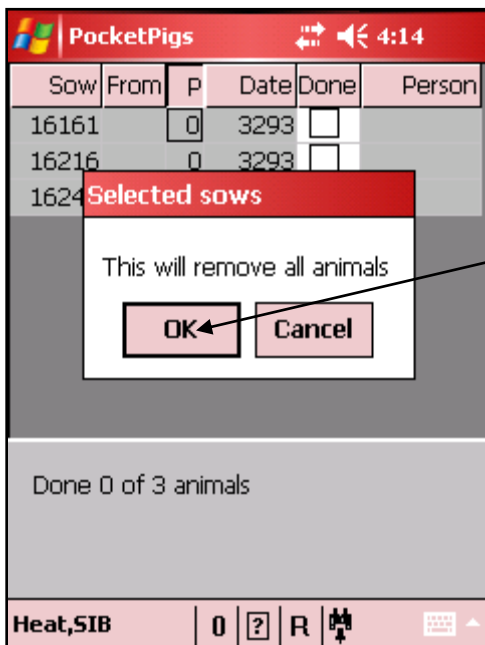 PocketPigs 4:14
Sow From P Date Done Person
16161 0 3293
16216 0 3293
1624
Selected sows
This will remove all animals
OK Cancel
Done 0 of 3 animals
Heat,SIB 0 ? R